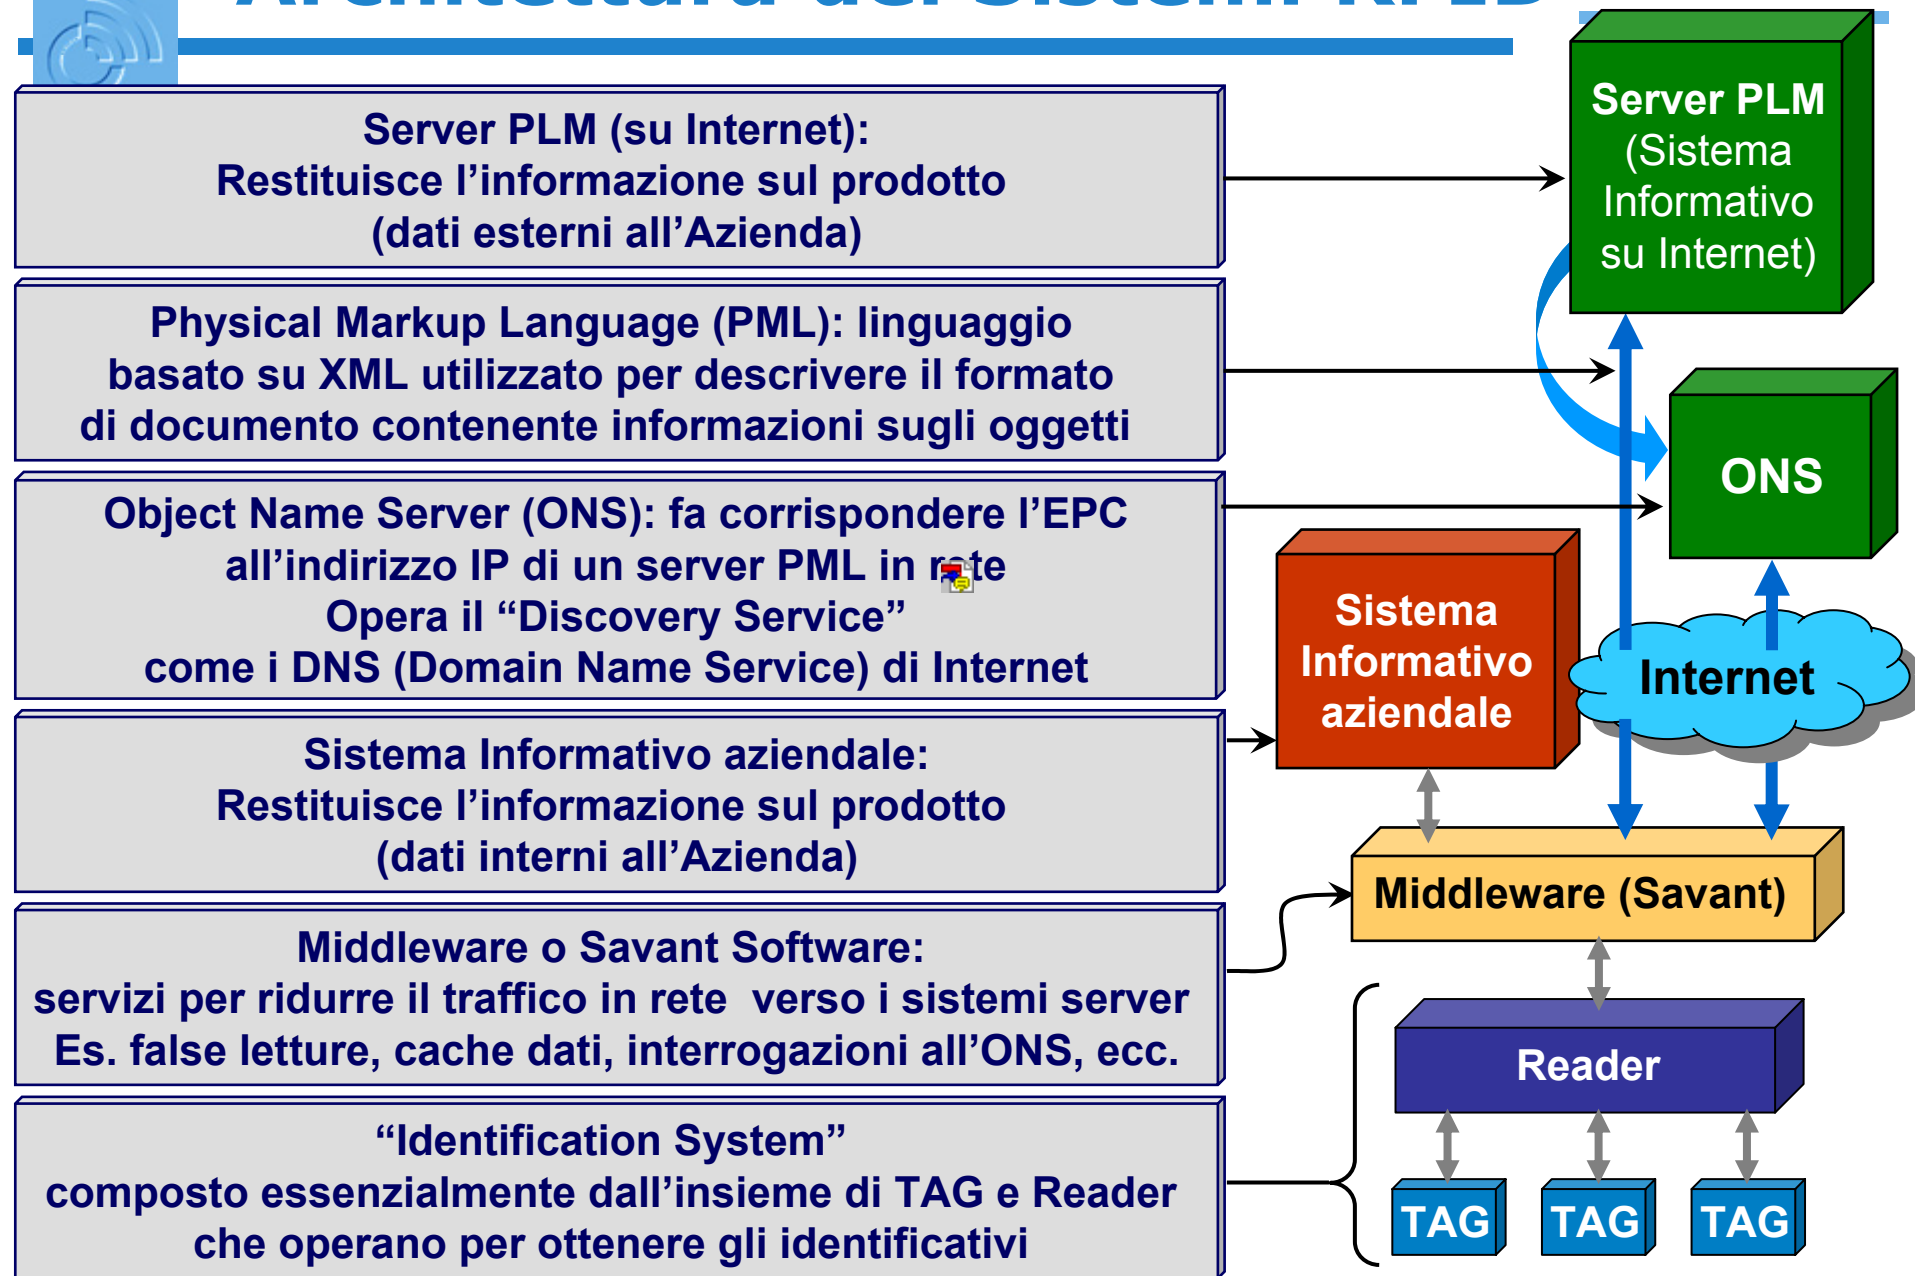 Architettura dei Sistemi RFID
Server PLM (su Internet):
Restituisce l’informazione sul prodotto
(dati esterni all’Azienda)
Physical Markup Language (PML): linguaggio
basato su XML utilizzato per descrivere il formato
di documento contenente informazioni sugli oggetti
Object Name Server (ONS): fa corrispondere l’EPC
all’indirizzo IP di un server PML in rete
Opera il “Discovery Service”
come i DNS (Domain Name Service) di Internet
Sistema Informativo aziendale:
Restituisce l’informazione sul prodotto
(dati interni all’Azienda)
Middleware o Savant Software:
servizi per ridurre il traffico in rete  verso i sistemi server
Es. false letture, cache dati, interrogazioni all’ONS, ecc.
“Identification System”
composto essenzialmente dall’insieme di TAG e Reader
che operano per ottenere gli identificativi
Server PLM
(Sistema
Informativo
su Internet)
ONS
Sistema
Informativo
aziendale
Internet
Middleware (Savant)
Reader
TAG
TAG
TAG